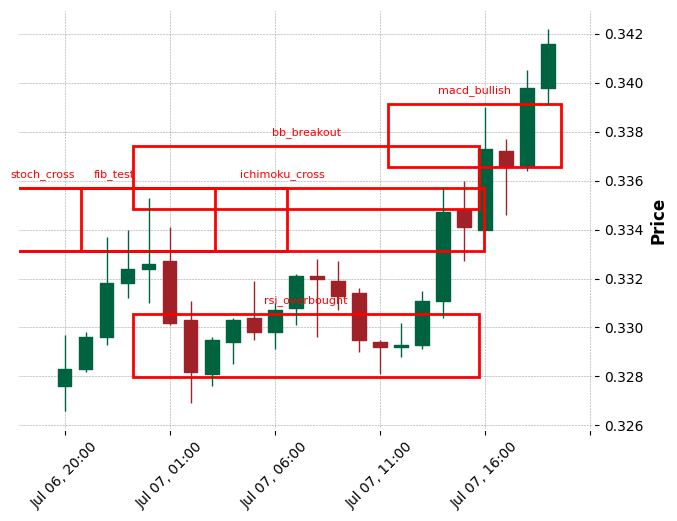 0.342
0.340
macd_bullish
0.338
bb_breakout
0.336
stoch_cross
fib_test
ichimoku_cross
0.334
Price
0.332
rsi_overbought
0.330
0.328
0.326
Jul 06, 20:00
Jul 07, 01:00
Jul 07, 06:00
Jul 07, 11:00
Jul 07, 16:00